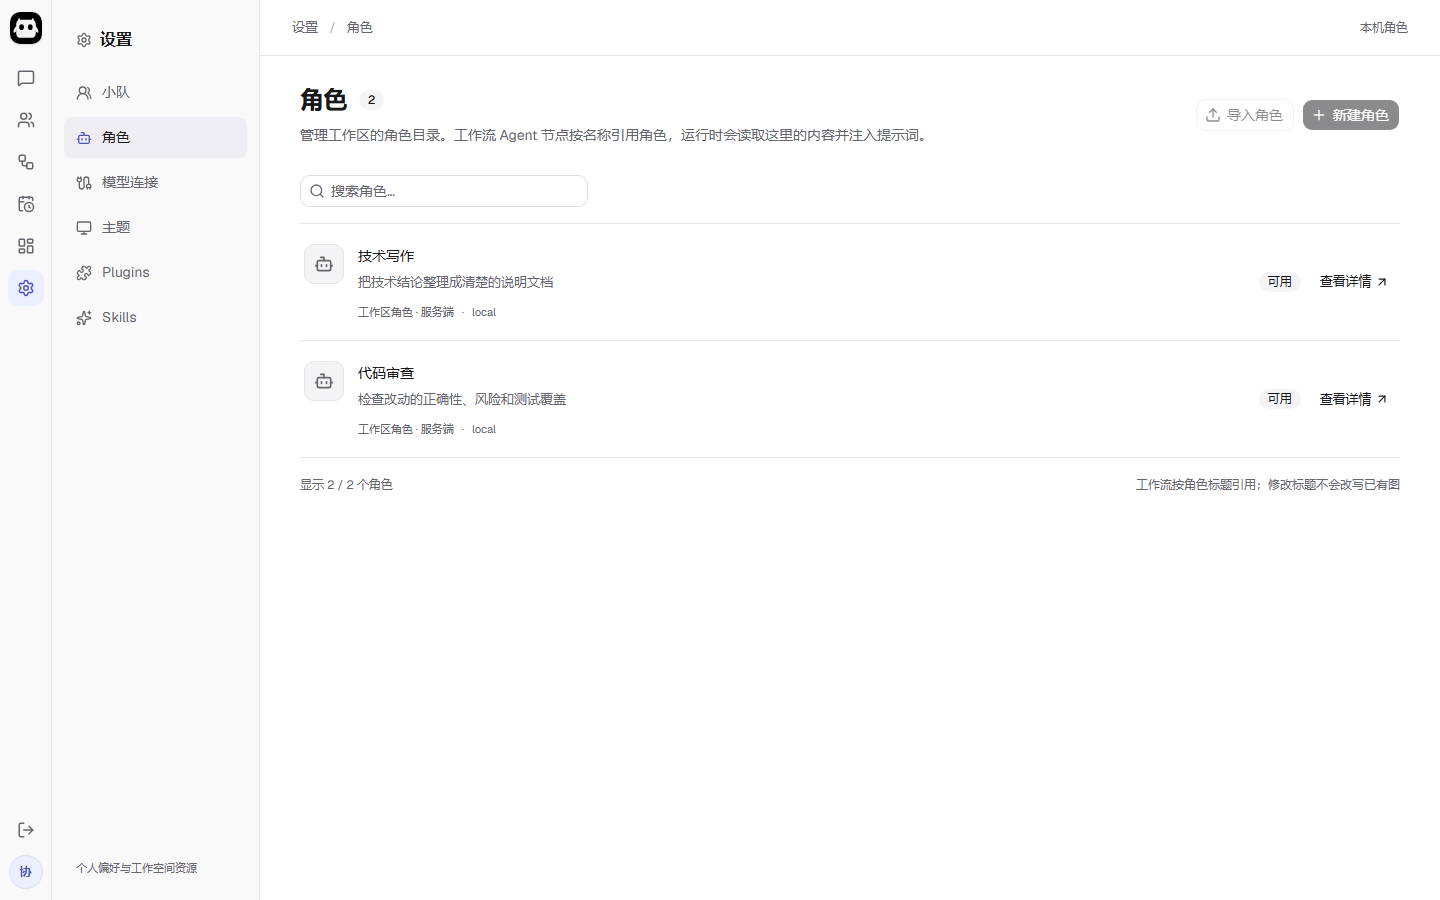 设置
小队
角色
模型连接
主题
Plugins
Skills
个人偏好与工作空间资源
协
设置 / 角色
本机角色
角色 2
管理工作区的角色目录。工作流 Agent 节点按名称引用角色，运行时会读取这里的内容并注入提示词。
导入角色
新建角色
搜索角色...
技术写作
把技术结论整理成清楚的说明文档
工作区角色 · 服务端 · local
可用
查看详情
代码审查
检查改动的正确性、风险和测试覆盖
工作区角色 · 服务端 · local
可用
查看详情
显示 2 / 2 个角色
工作流按角色标题引用；修改标题不会改写已有图